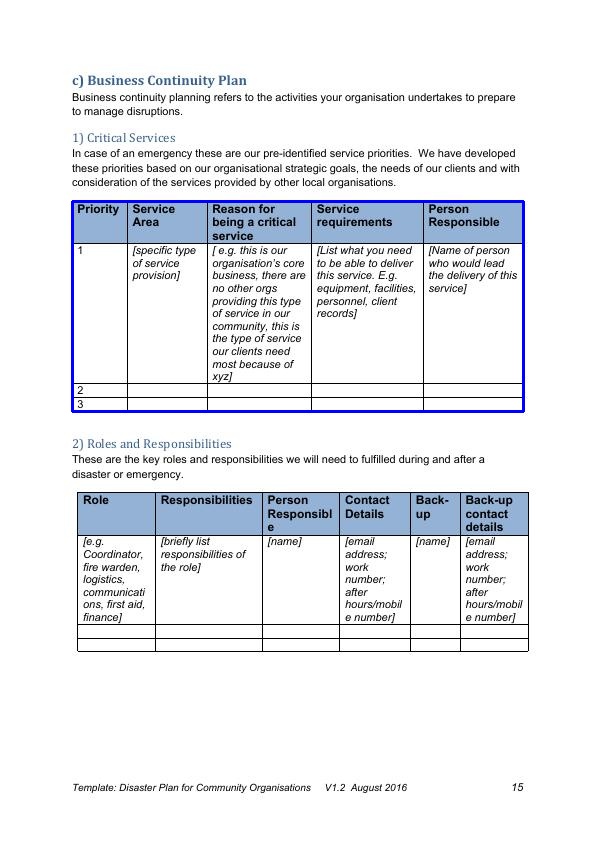 c) Business Continuity Plan
Business continuity planning refers to the activities your organisation undertakes to prepare
to manage disruptions.
1) Critical Services
In case of an emergency these are our pre-identified service priorities.  We have developed
these priorities based on our organisational strategic goals, the needs of our clients and with
consideration of the services provided by other local organisations.
Priority
Service
Area
Reason for
being a critical
service
Service
requirements
Person
Responsible
1
[specific type
of service
provision]
[ e.g. this is our
organisation's core
business, there are
no other orgs
providing this type
of service in our
community, this is
the type of service
our clients need
most because of
xyz]
[List what you need
to be able to deliver
this service. E.g.
equipment, facilities,
personnel, client
records]
[Name of person
who would lead
the delivery of this
service]
2
3
2) Roles and Responsibilities
These are the key roles and responsibilities we will need to fulfilled during and after a
disaster or emergency.
Role
Responsibilities
Person
Responsibl
e
Contact
Details
Back-
up
Back-up
contact
details
[e.g.
Coordinator,
fire warden,
logistics,
communicati
ons, first aid,
finance]
[briefly list
responsibilities of
the role]
[name]
[email
address;
work
number;
after
hours/mobil
e number]
[name]
[email
address;
work
number;
after
hours/mobil
e number]
Template: Disaster Plan for Community Organisations    V1.2  August 2016
15